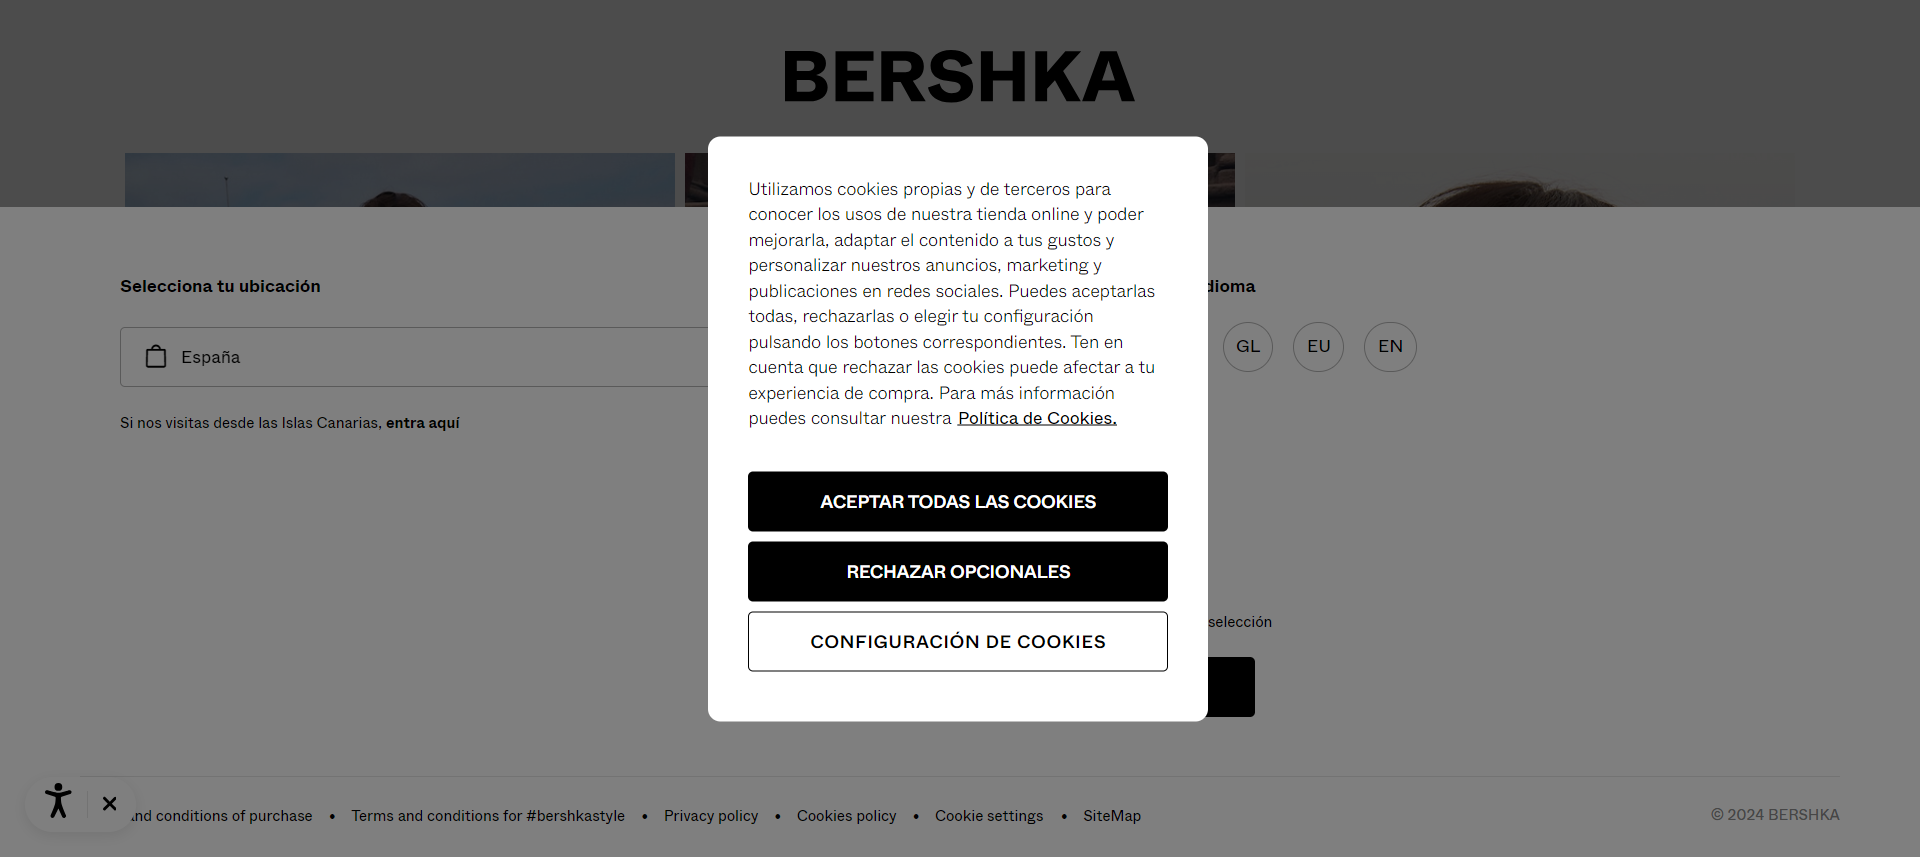 BERSHKA
Utilizamos cookies propias y de terceros para
conocer los usos de nuestra tienda online y poder
mejorarla, adaptar el contenido a tus gustos y
personalizar nuestros anuncios, marketing y
publicaciones en redes sociales. Puedes aceptarlas
todas, rechazarlas o elegir tu configuración
pulsando los botones correspondientes. Ten en
cuenta que rechazar las cookies puede afectar a tu
experiencia de compra. Para más información
puedes consultar nuestra Política de Cookies.
ACEPTAR TODAS LAS COOKIES
RECHAZAR OPCIONALES
CONFIGURACIÓN DE COOKIES
Selecciona tu ubicación
España
Si nos visitas desde las Islas Canarias, entra aquí
GL EU EN
selección
conditions of purchase • Terms and conditions for #bershkastyle • Privacy policy • Cookies policy • Cookie settings • SiteMap
© 2024 BERSHKA